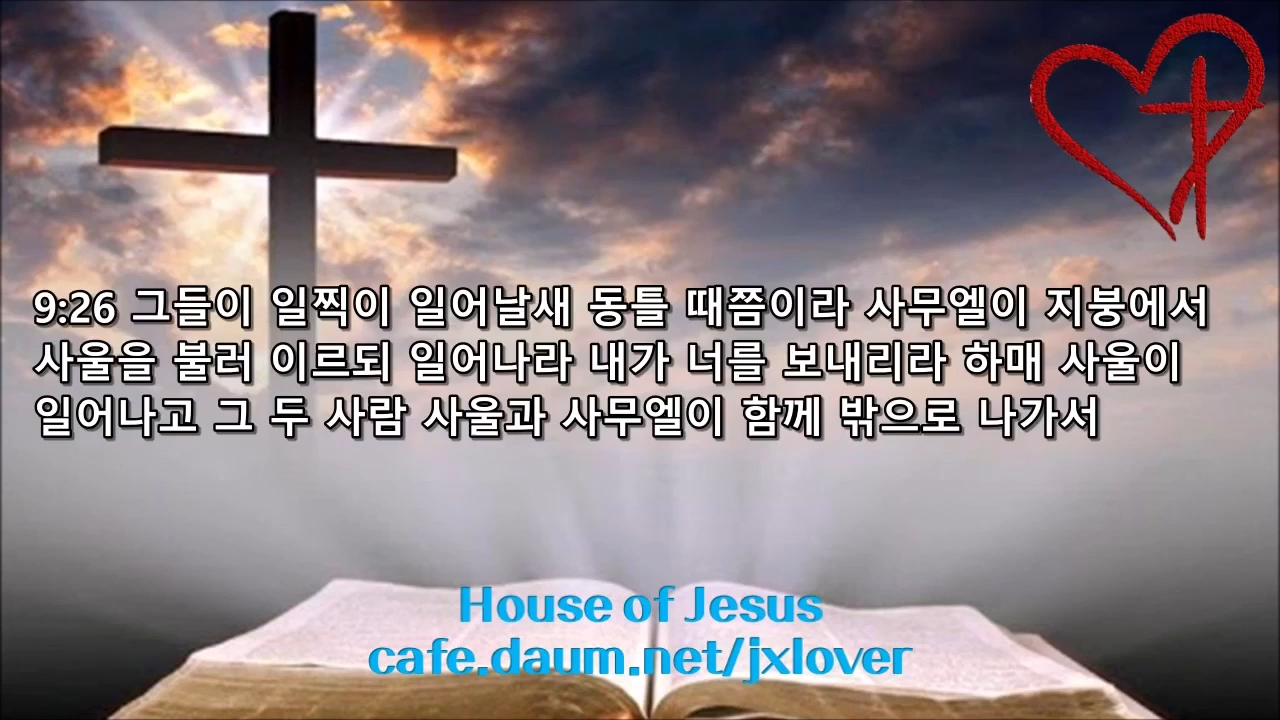 9:26 그들이 일찍이 일어날새 동틀 때쯤이라 사무엘이 지붕에서
사울을 불러 이르되 일어나라 내가 너를 보내리라 하매 사울이
일어나고 그 두 사람 사울과 사무엘이 함께 밖으로 나가서
House of Jesus
cafe.daum.net/jxlover